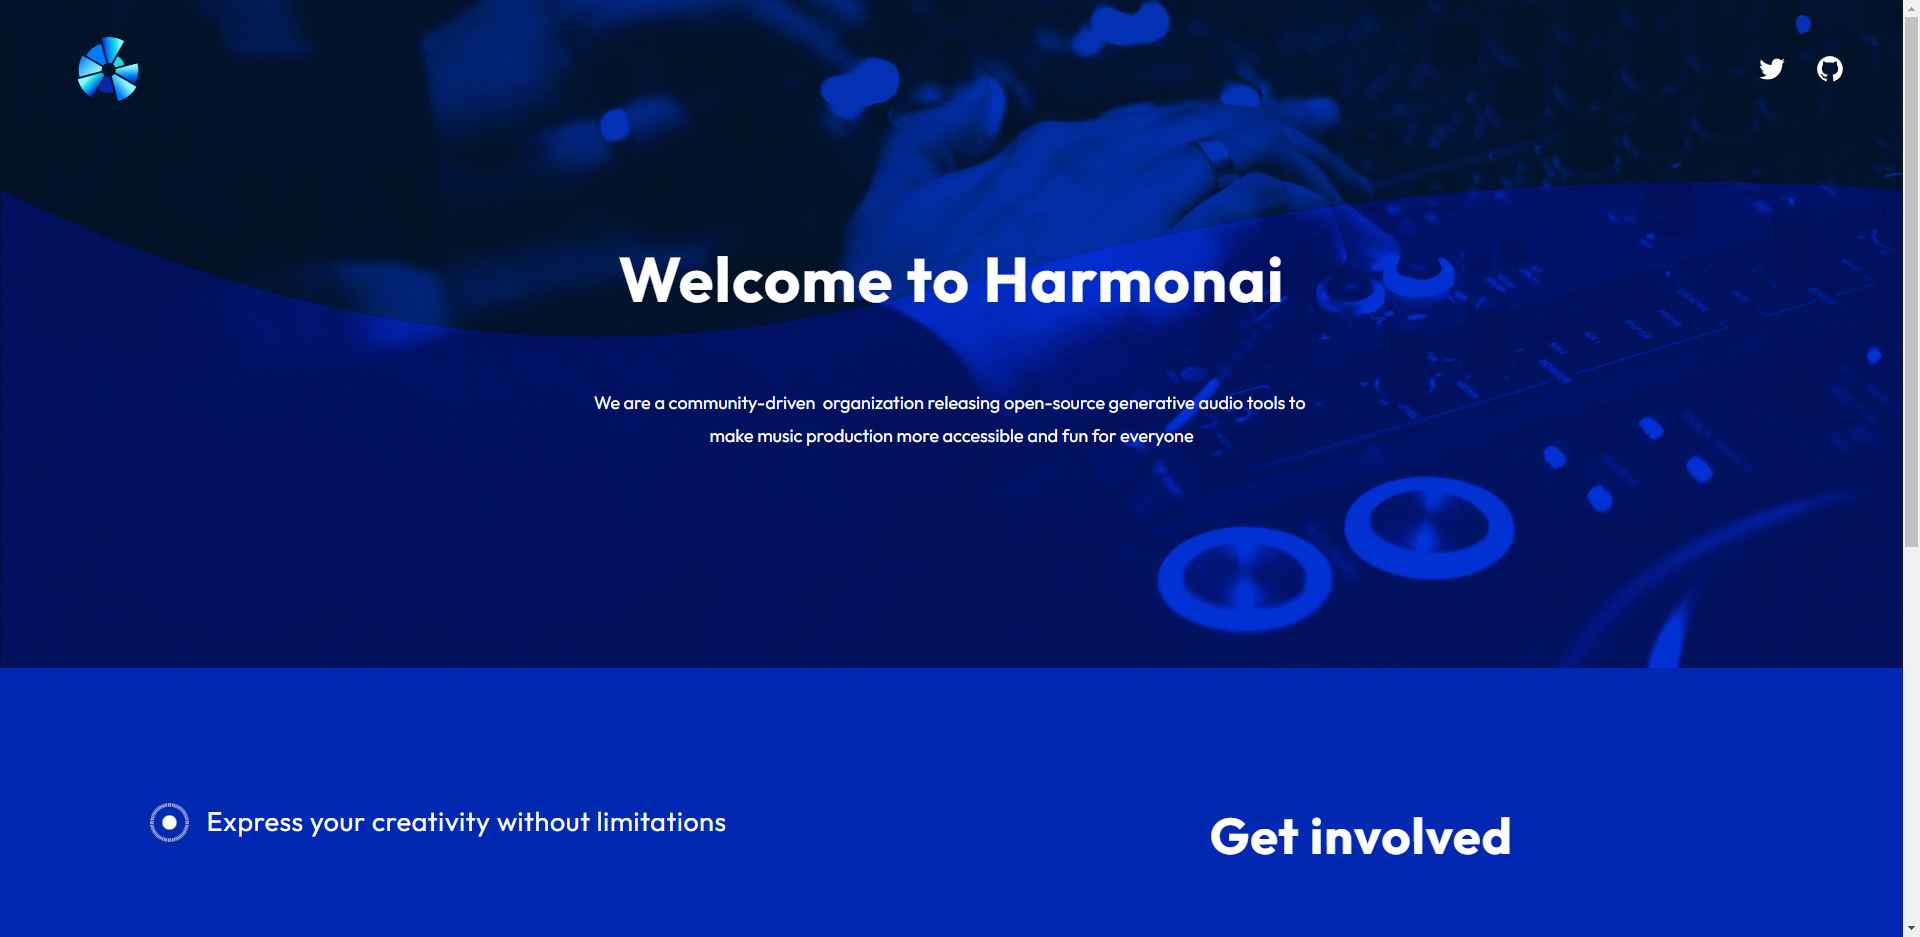 Welcome to Harmonai
We are a community-driven  organization releasing open-source generative audio tools to
make music production more accessible and fun for everyone
Express your creativity without limitations
Get involved